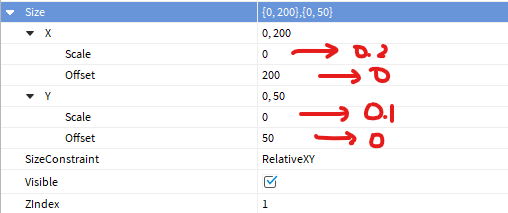 Size {0, 200},{0, 50}
X 0, 200
Scale 0 0.2
Offset 200 0
Y 0, 50
Scale 0 0.1
Offset 50 0
SizeConstraint RelativeXY
Visible
ZIndex 1